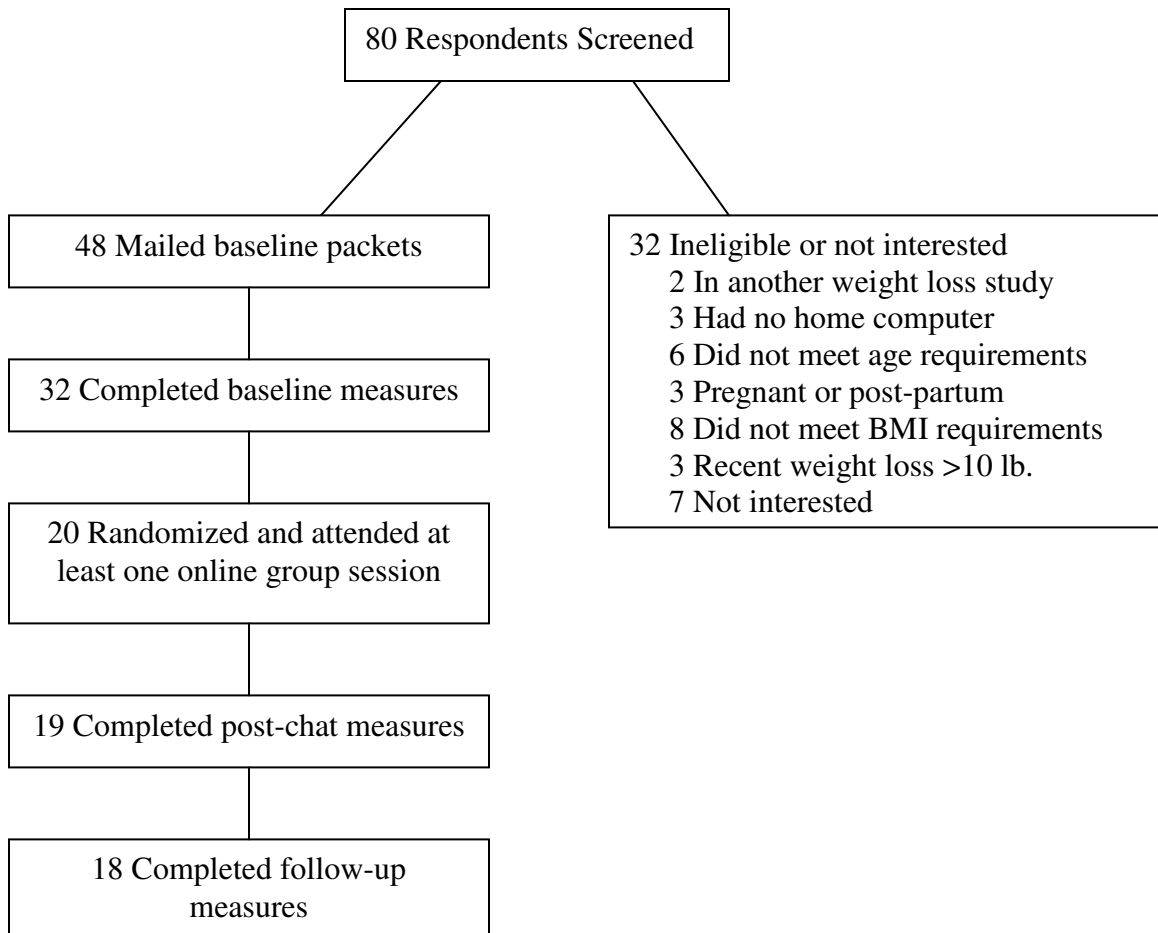 80 Respondents Screened
48 Mailed baseline packets
32 Completed baseline measures
20 Randomized and attended at
least one online group session
19 Completed post-chat measures
18 Completed follow-up
measures
32 Ineligible or not interested
2 In another weight loss study
3 Had no home computer
6 Did not meet age requirements
3 Pregnant or post-partum
8 Did not meet BMI requirements
3 Recent weight loss >10 lb.
7 Not interested